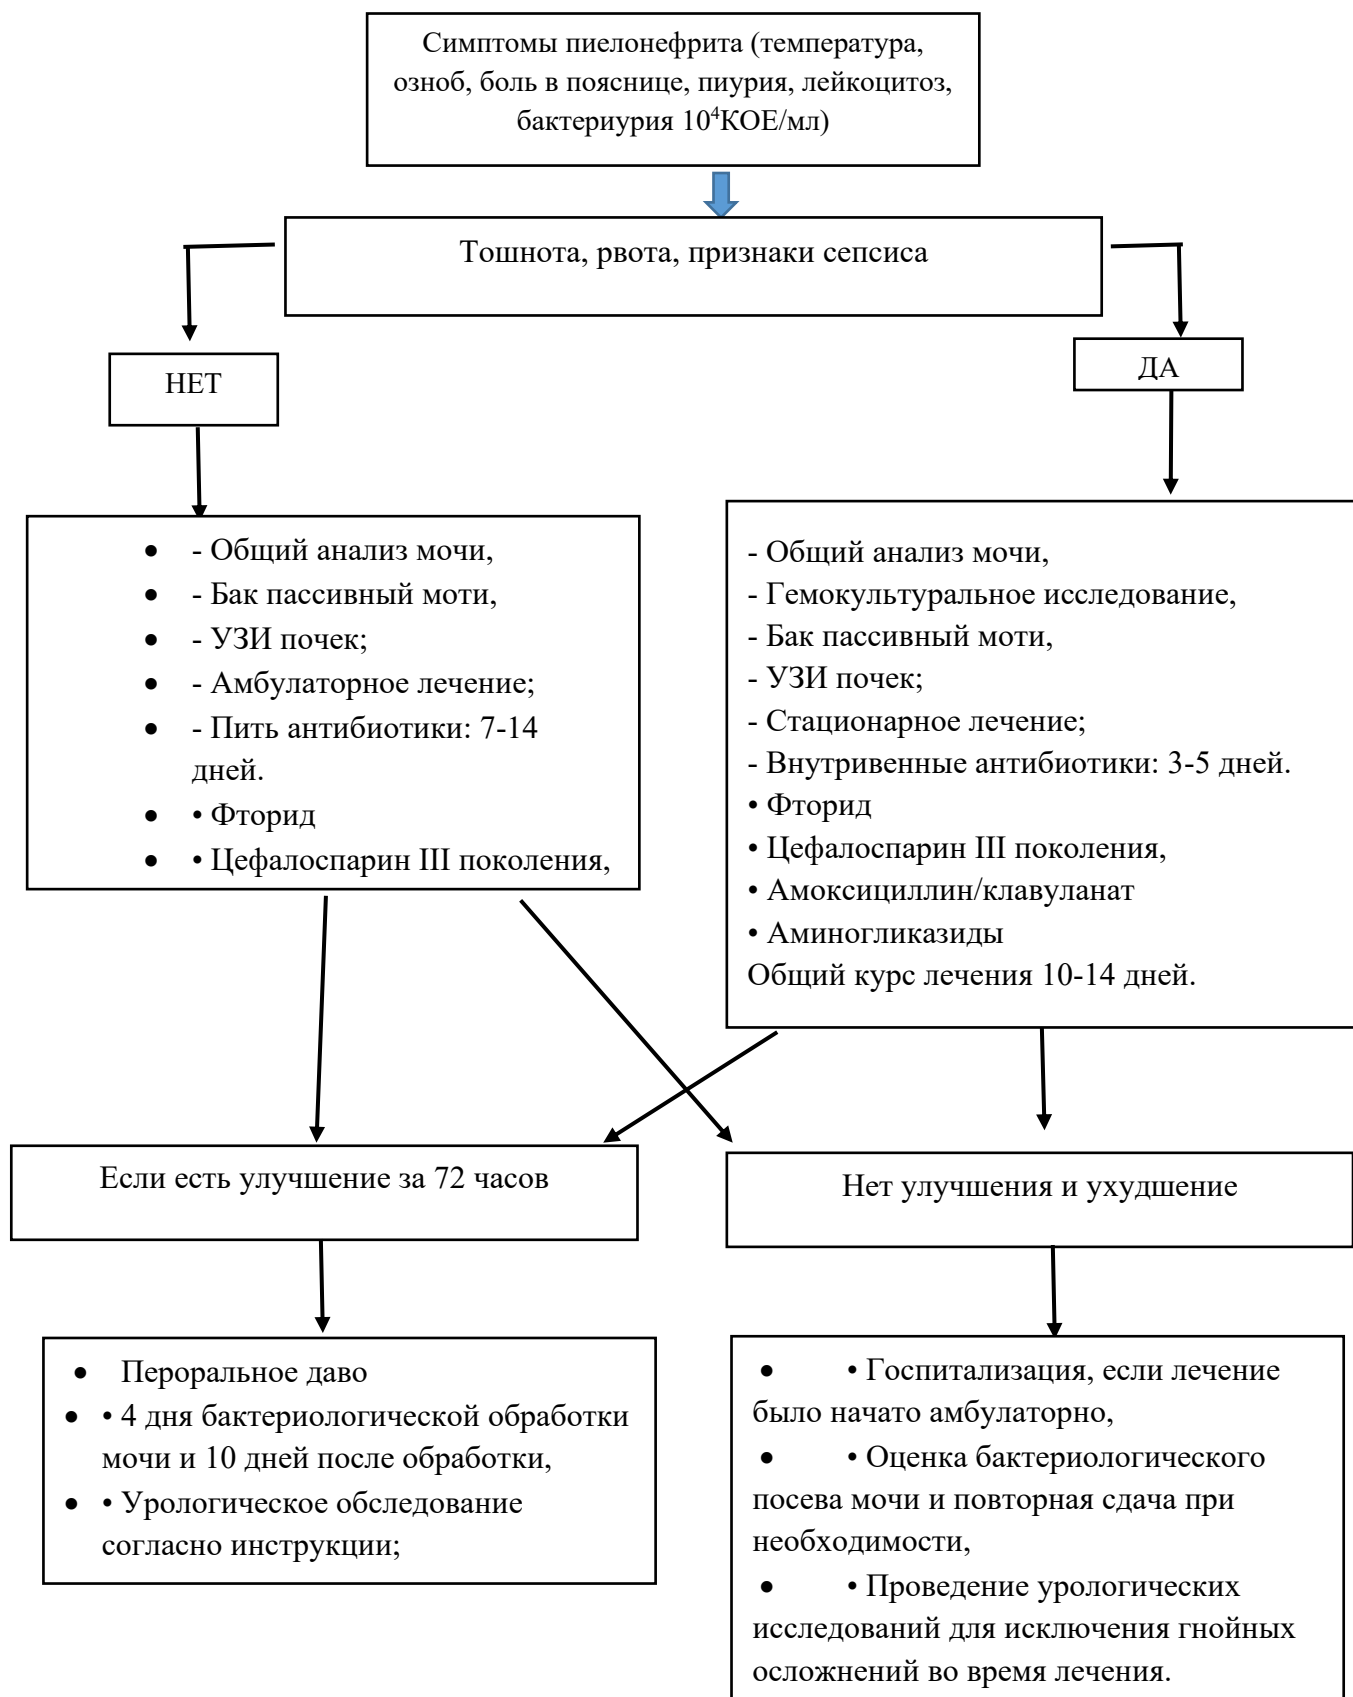 Симптомы пиелонефрита (температура,
озноб, боль в пояснице, пиурия, лейкоцитоз,
бактериурия 10⁴КОЕ/мл)
Тошнота, рвота, признаки сепсиса
НЕТ
ДА
● - Общий анализ мочи,
● - Бак пассивный моти,
● - УЗИ почек;
● - Амбулаторное лечение;
● - Пить антибиотики: 7-14
дней.
● • Фторид
● • Цефалоспарин III поколения,
- Общий анализ мочи,
- Гемокультуральное исследование,
- Бак пассивный моти,
- УЗИ почек;
- Стационарное лечение;
- Внутривенные антибиотики: 3-5 дней.
• Фторид
• Цефалоспарин III поколения,
• Амоксициллин/клавуланат
• Аминогликазиды
Общий курс лечения 10-14 дней.
Если есть улучшение за 72 часов
Нет улучшения и ухудшение
● Пероральное даво
● • 4 дня бактериологической обработки
мочи и 10 дней после обработки,
● • Урологическое обследование
согласно инструкции;
● • Госпитализация, если лечение
было начато амбулаторно,
● • Оценка бактериологического
посева мочи и повторная сдача при
необходимости,
● • Проведение урологических
исследований для исключения гнойных
осложнений во время лечения.